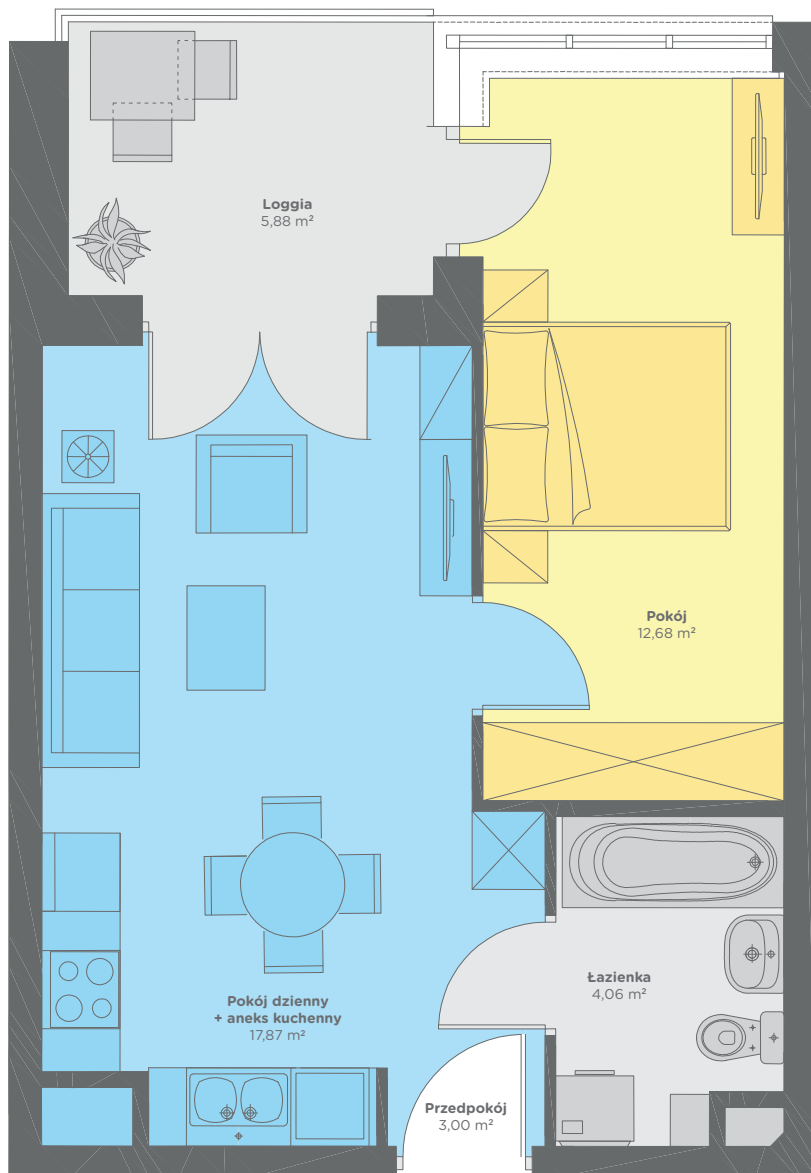 Loggia
5,88 m²
Pokój
12,68 m²
Łazienka
4,06 m²
Pokój dzienny
+ aneks kuchenny
17,87 m²
Przedpokój
3,00 m²